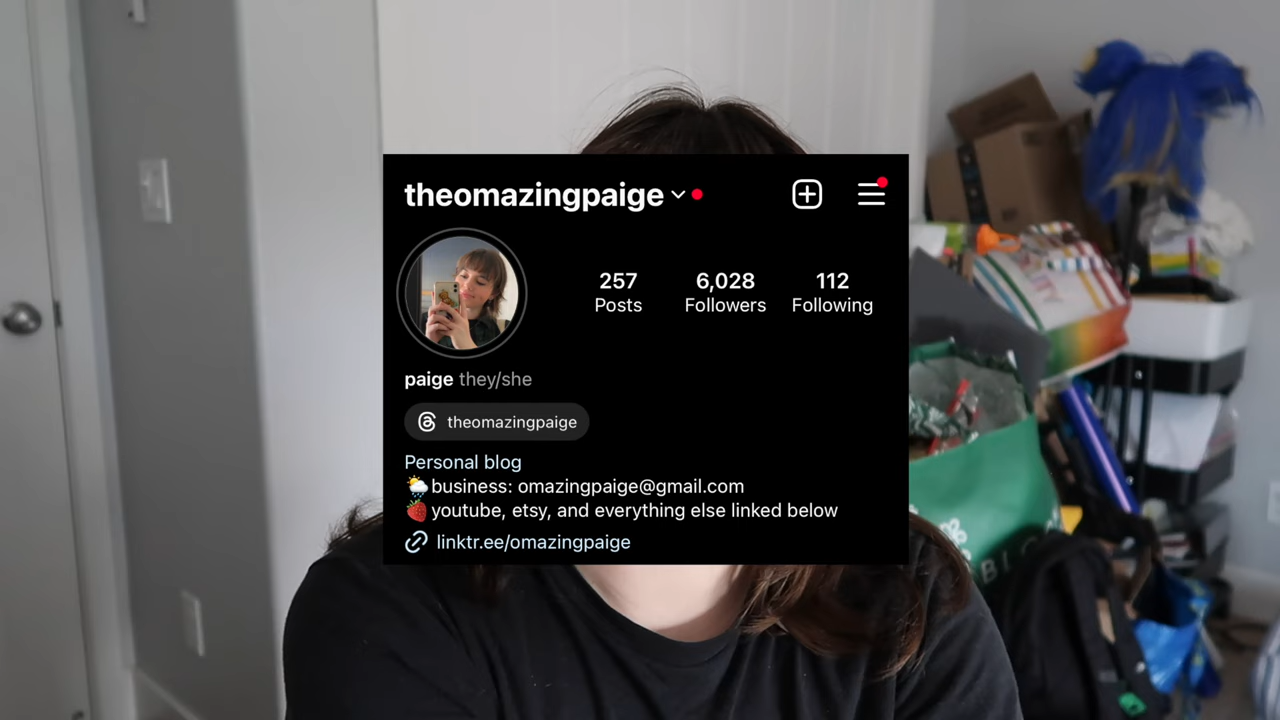 theomazingpaige
257 6,028 112
Posts Followers Following
paige they/she
theomazingpaige
Personal blog
🌦️business: omazingpaige@gmail.com
🍓youtube, etsy, and everything else linked below
linktr.ee/omazingpaige